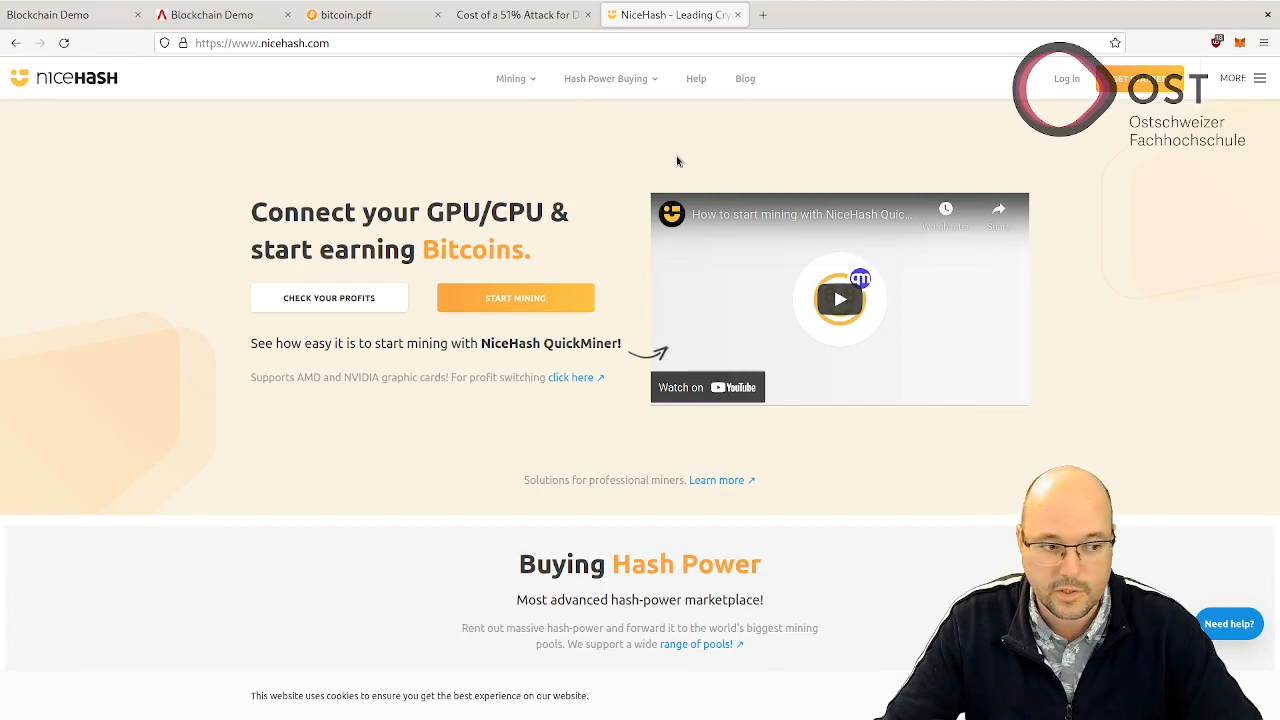 Blockchain Demo
Blockchain Demo
bitcoin.pdf
Cost of a 51% Attack for D
NiceHash - Leading Cry
https://www.nicehash.com
18
niceHASH
Mining
Hash Power Buying
Help
Blog
Log in
MORE
OST
Ostschweizer
Fachhochschule
Connect your GPU/CPU &
start earning Bitcoins.
CHECK YOUR PROFITS
START MINING
See how easy it is to start mining with NiceHash QuickMiner!
Supports AMD and NVIDIA graphic cards! For profit switching click here ↗
How to start mining with NiceHash Quic...
Watch later
Share
qm
Watch on YouTube
Solutions for professional miners. Learn more ↗
Buying Hash Power
Most advanced hash-power marketplace!
Rent out massive hash-power and forward it to the world's biggest mining
pools. We support a wide range of pools! ↗
Need help?
This website uses cookies to ensure you get the best experience on our website.